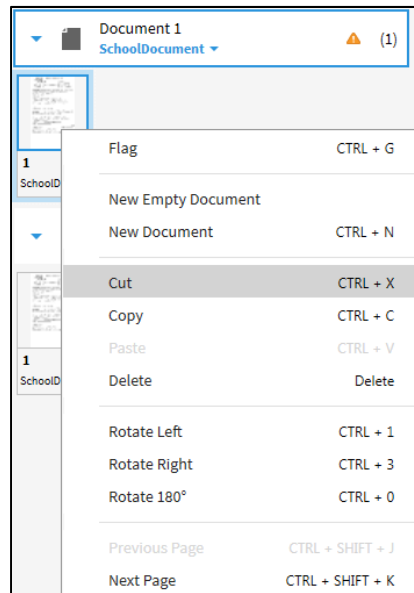 Document 1
SchoolDocument
(1)
1
SchoolD
Flag CTRL + G
New Empty Document
New Document CTRL + N
Cut CTRL + X
Copy CTRL + C
Paste CTRL + V
Delete Delete
1
SchoolD
Rotate Left CTRL + 1
Rotate Right CTRL + 3
Rotate 180° CTRL + 0
Previous Page CTRL + SHIFT + J
Next Page CTRL + SHIFT + K